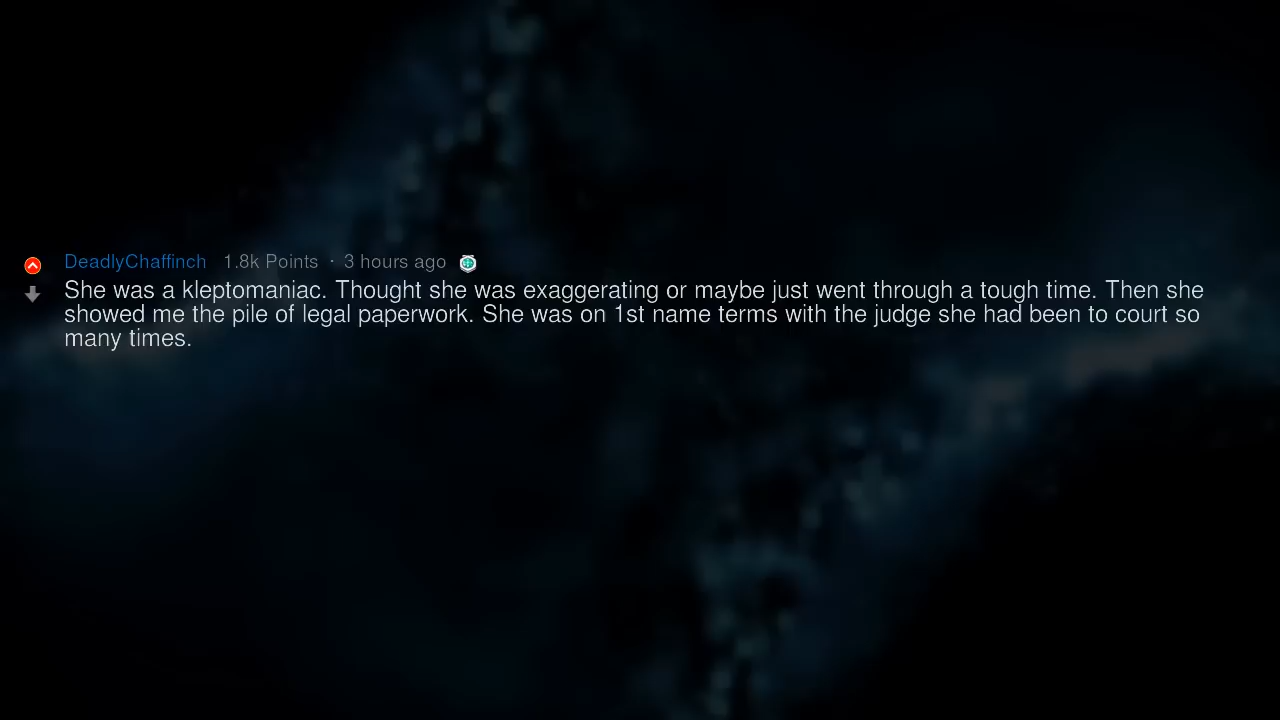 DeadlyChaffinch 1.8k Points · 3 hours ago
She was a kleptomaniac. Thought she was exaggerating or maybe just went through a tough time. Then she
showed me the pile of legal paperwork. She was on 1st name terms with the judge she had been to court so
many times.